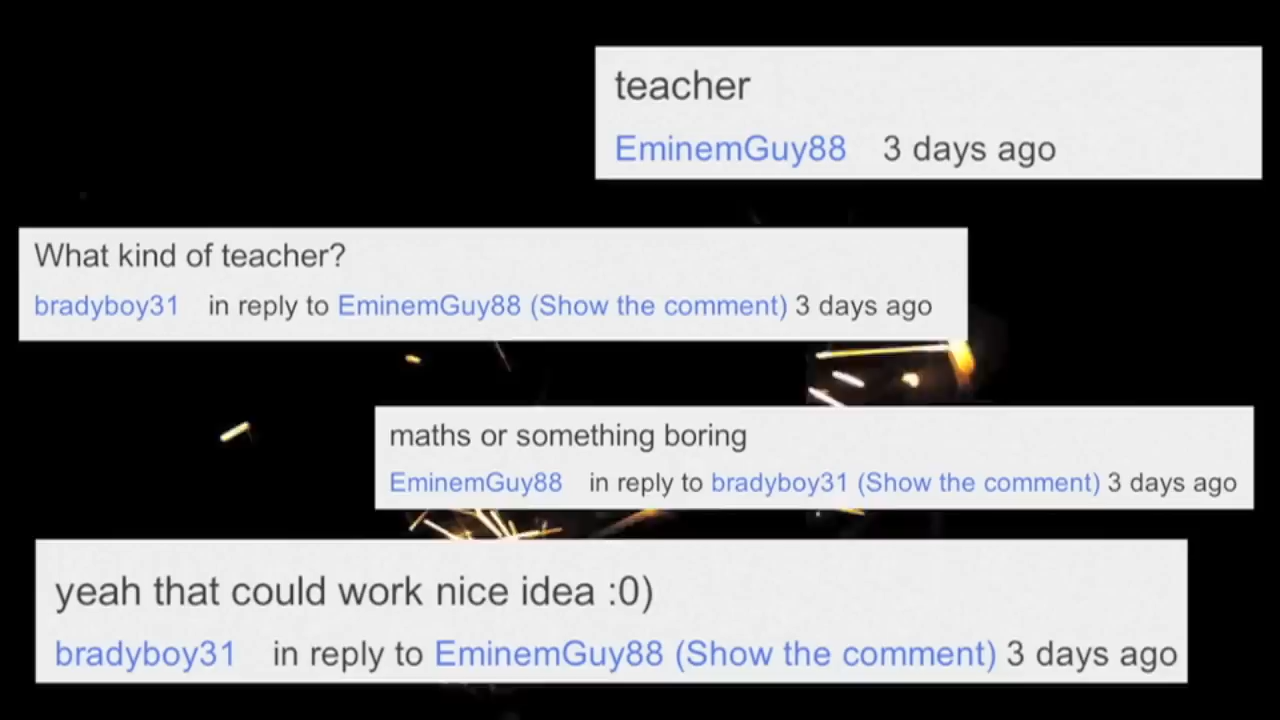 teacher
EminemGuy88 3 days ago
What kind of teacher?
bradyboy31 in reply to EminemGuy88 (Show the comment) 3 days ago
maths or something boring
EminemGuy88 in reply to bradyboy31 (Show the comment) 3 days ago
yeah that could work nice idea :0)
bradyboy31 in reply to EminemGuy88 (Show the comment) 3 days ago